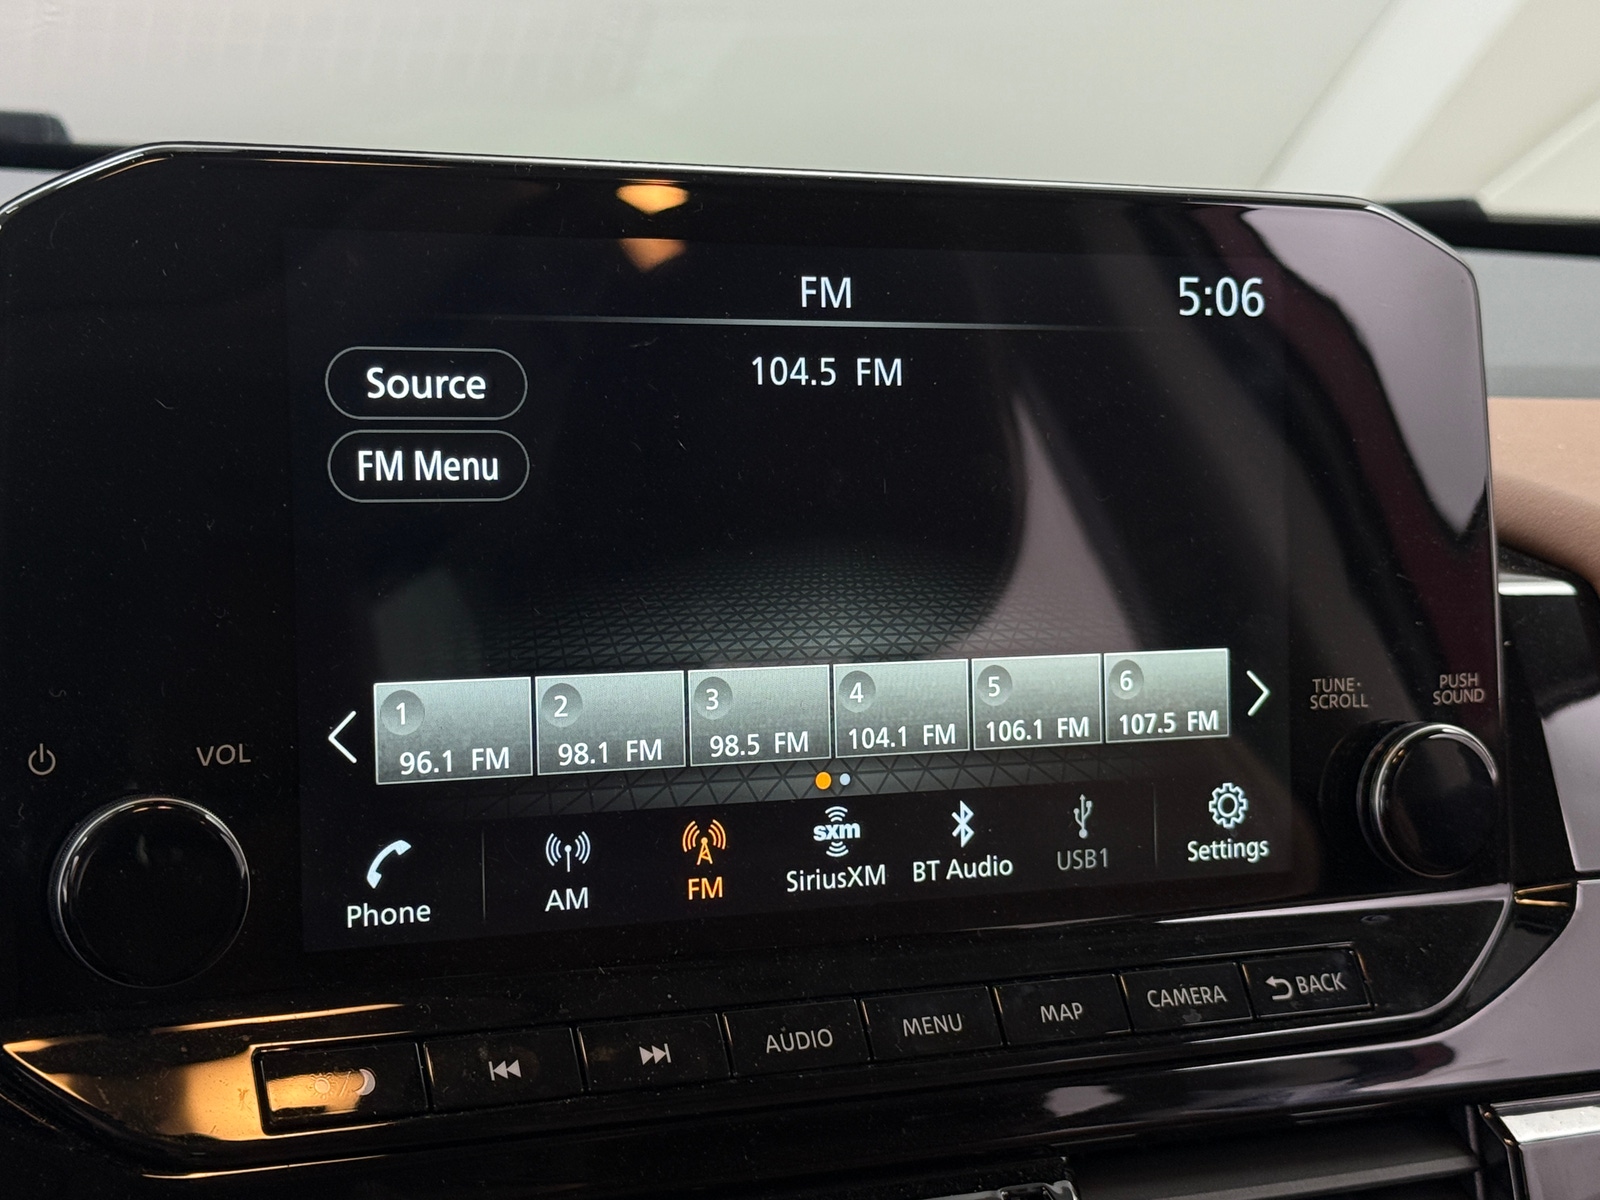 FM
5:06
Source
104.5 FM
FM Menu
1
96.1 FM
2
98.1 FM
3
98.5 FM
4
104.1 FM
5
106.1 FM
6
107.5 FM
TUNE·
SCROLL
PUSH
SOUND
VOL
Phone
AM
FM
sxm
SiriusXM
BT Audio
USB1
Settings
AUDIO
MENU
MAP
CAMERA
BACK